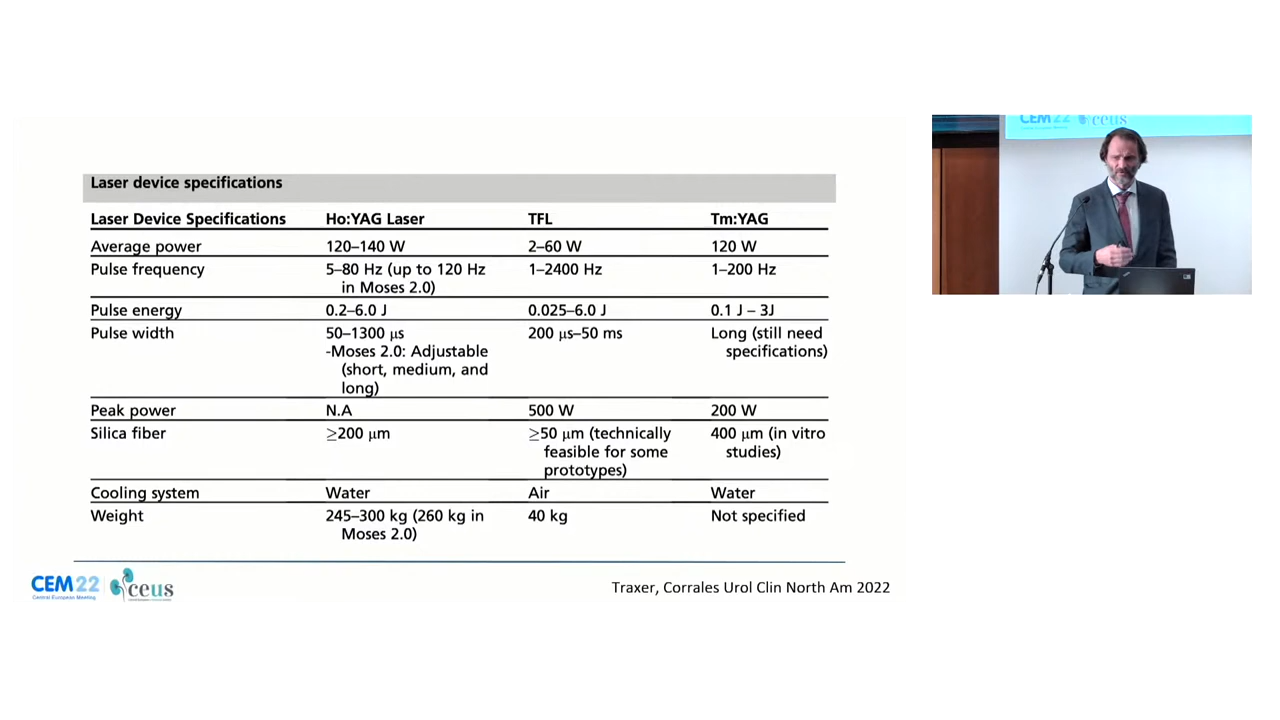 Laser device specifications
Laser Device Specifications Ho:YAG Laser TFL Tm:YAG
Average power 120–140 W 2–60 W 120 W
Pulse frequency 5–80 Hz (up to 120 Hz 1–2400 Hz 1–200 Hz
in Moses 2.0)
Pulse energy 0.2–6.0 J 0.025–6.0 J 0.1 J – 3J
Pulse width 50–1300 μs 200 μs–50 ms Long (still need
-Moses 2.0: Adjustable specifications)
(short, medium, and
long)
Peak power N.A 500 W 200 W
Silica fiber ≥200 μm ≥50 μm (technically 400 μm (in vitro
feasible for some studies)
prototypes)
Cooling system Water Air Water
Weight 245–300 kg (260 kg in 40 kg Not specified
Moses 2.0)
CEM22 ceus
Central European Meeting
Traxer, Corrales Urol Clin North Am 2022
CEM22 ceus